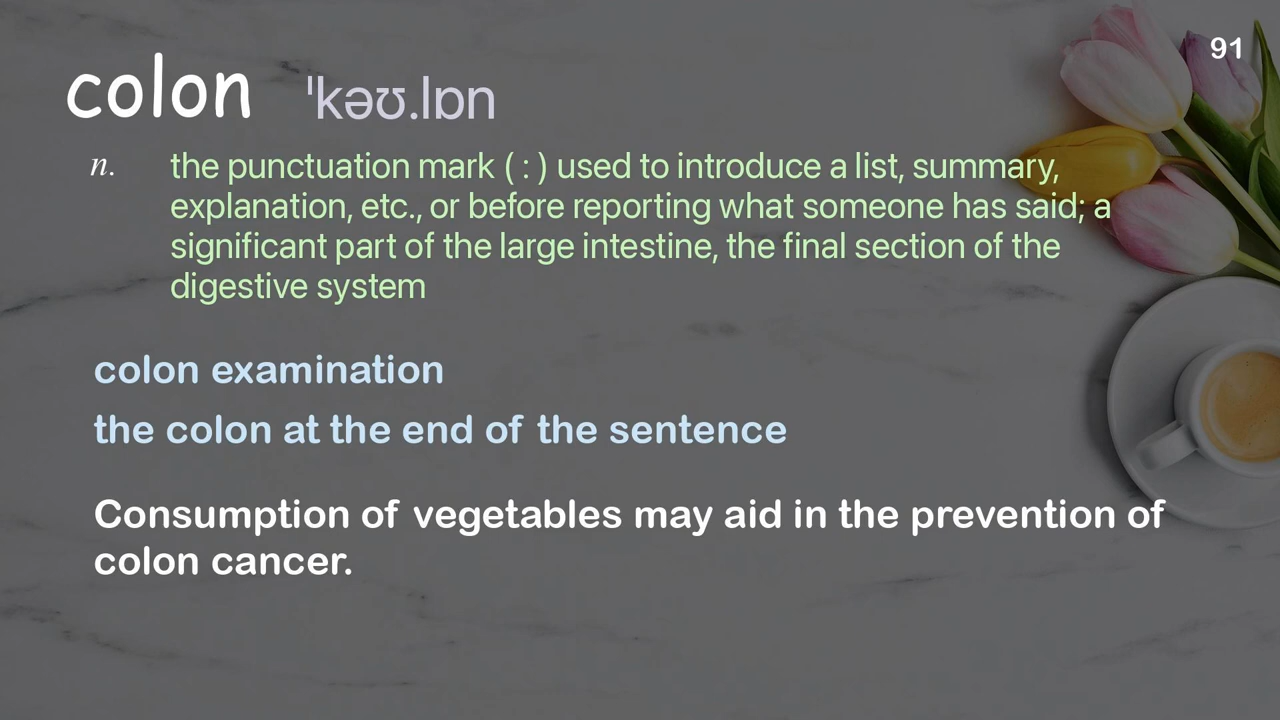 91
colon ˈkəʊ.lɒn
n. the punctuation mark ( : ) used to introduce a list, summary,
explanation, etc., or before reporting what someone has said; a
significant part of the large intestine, the final section of the
digestive system
colon examination
the colon at the end of the sentence
Consumption of vegetables may aid in the prevention of
colon cancer.